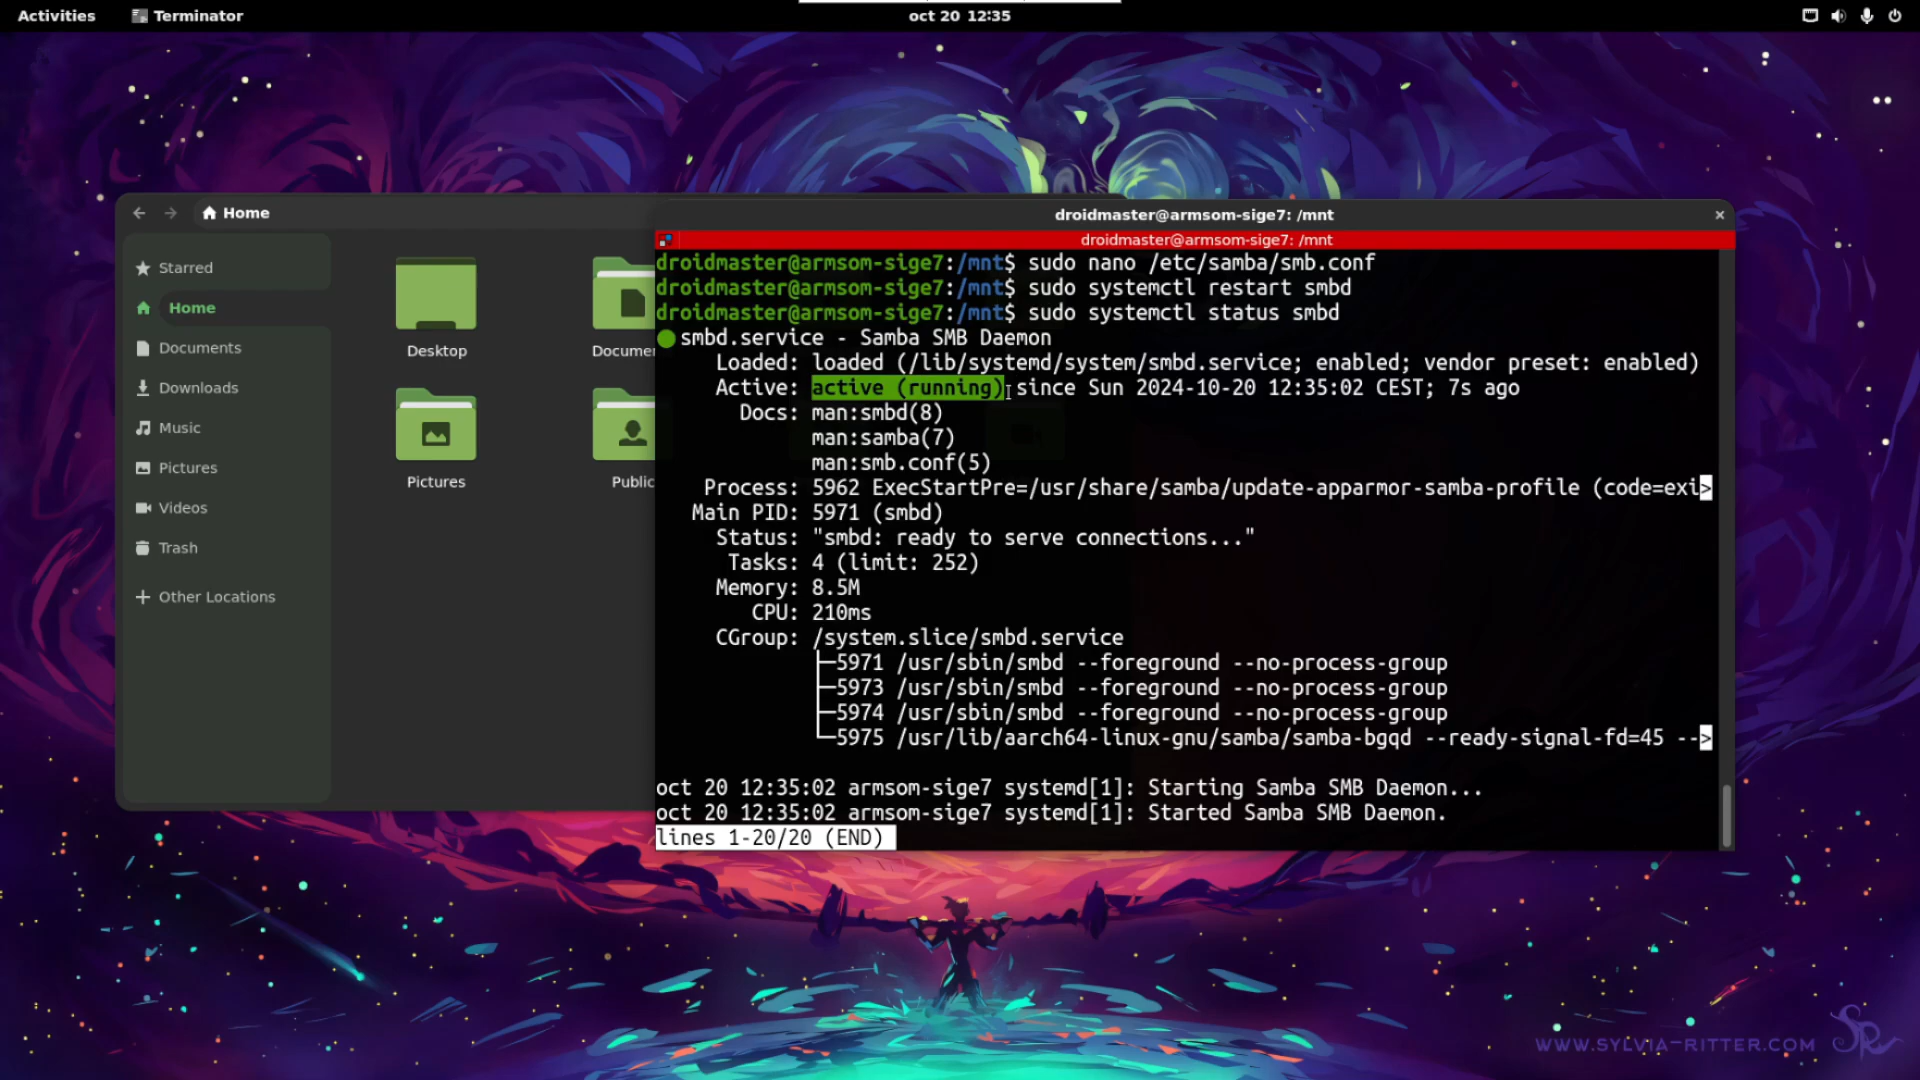 Activities
Terminator
oct 20 12:35
Home
Starred
Home
Documents
Downloads
Music
Pictures
Videos
Trash
Other Locations
Desktop
Documen
Pictures
Public
droidmaster@armsom-sige7: /mnt
droidmaster@armsom-sige7: /mnt
droidmaster@armsom-sige7:/mnt$ sudo nano /etc/samba/smb.conf
droidmaster@armsom-sige7:/mnt$ sudo systemctl restart smbd
droidmaster@armsom-sige7:/mnt$ sudo systemctl status smbd
smbd.service - Samba SMB Daemon
Loaded: loaded (/lib/systemd/system/smbd.service; enabled; vendor preset: enabled)
Active: active (running) since Sun 2024-10-20 12:35:02 CEST; 7s ago
Docs: man:smbd(8)
man:samba(7)
man:smb.conf(5)
Process: 5962 ExecStartPre=/usr/share/samba/update-apparmor-samba-profile (code=exi>
Main PID: 5971 (smbd)
Status: "smbd: ready to serve connections..."
Tasks: 4 (limit: 252)
Memory: 8.5M
CPU: 210ms
CGroup: /system.slice/smbd.service
├─5971 /usr/sbin/smbd --foreground --no-process-group
├─5973 /usr/sbin/smbd --foreground --no-process-group
├─5974 /usr/sbin/smbd --foreground --no-process-group
└─5975 /usr/lib/aarch64-linux-gnu/samba/samba-bgqd --ready-signal-fd=45 -->
oct 20 12:35:02 armsom-sige7 systemd[1]: Starting Samba SMB Daemon...
oct 20 12:35:02 armsom-sige7 systemd[1]: Started Samba SMB Daemon.
lines 1-20/20 (END)
WWW.SYLVIA-RITTER.COM
SR